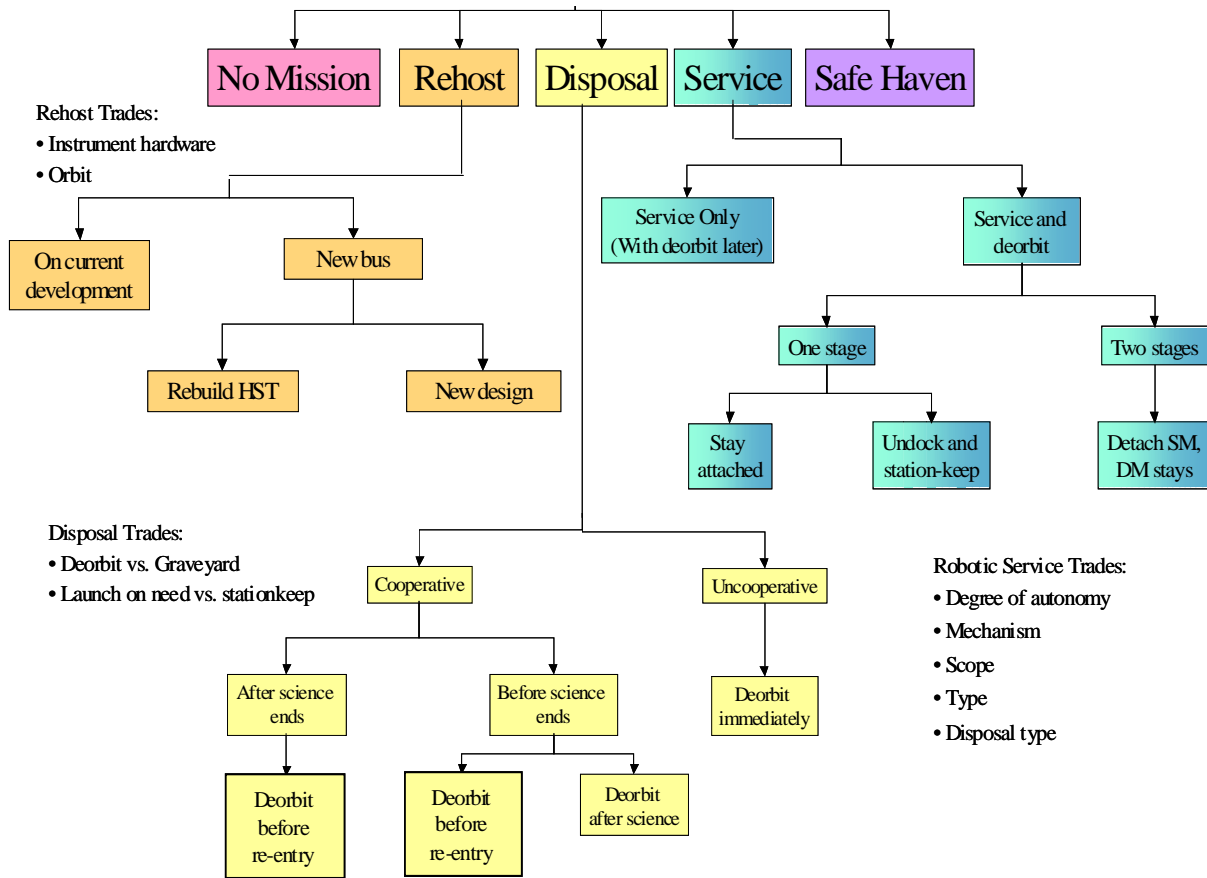 No Mission
Rehost
Disposal
Service
Safe Haven
Rehost Trades:
• Instrument hardware
• Orbit
On current
development
New bus
Service Only
(With deorbit later)
Service and
deorbit
Rebuild HST
New design
One stage
Two stages
Stay
attached
Undock and
station-keep
Detach SM,
DM stays
Disposal Trades:
• Deorbit vs. Graveyard
• Launch on need vs. stationkeep
Cooperative
Uncooperative
Robotic Service Trades:
• Degree of autonomy
• Mechanism
• Scope
• Type
• Disposal type
After science
ends
Before science
ends
Deorbit
immediately
Deorbit
before
re-entry
Deorbit
before
re-entry
Deorbit
after science